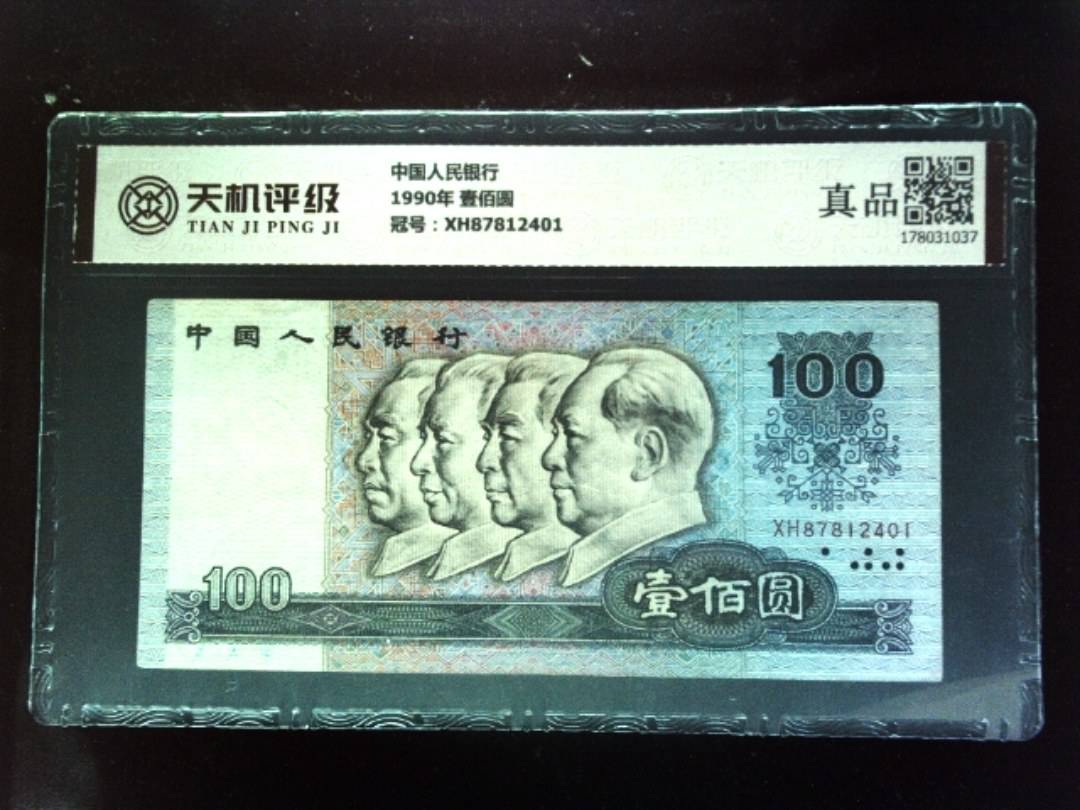 天机评级
TIAN JI PING JI
中国人民银行
1990年 壹佰圆
冠号：XH87812401
真品
178031037
中国人民银行
100
XH87812401
100
壹佰圆